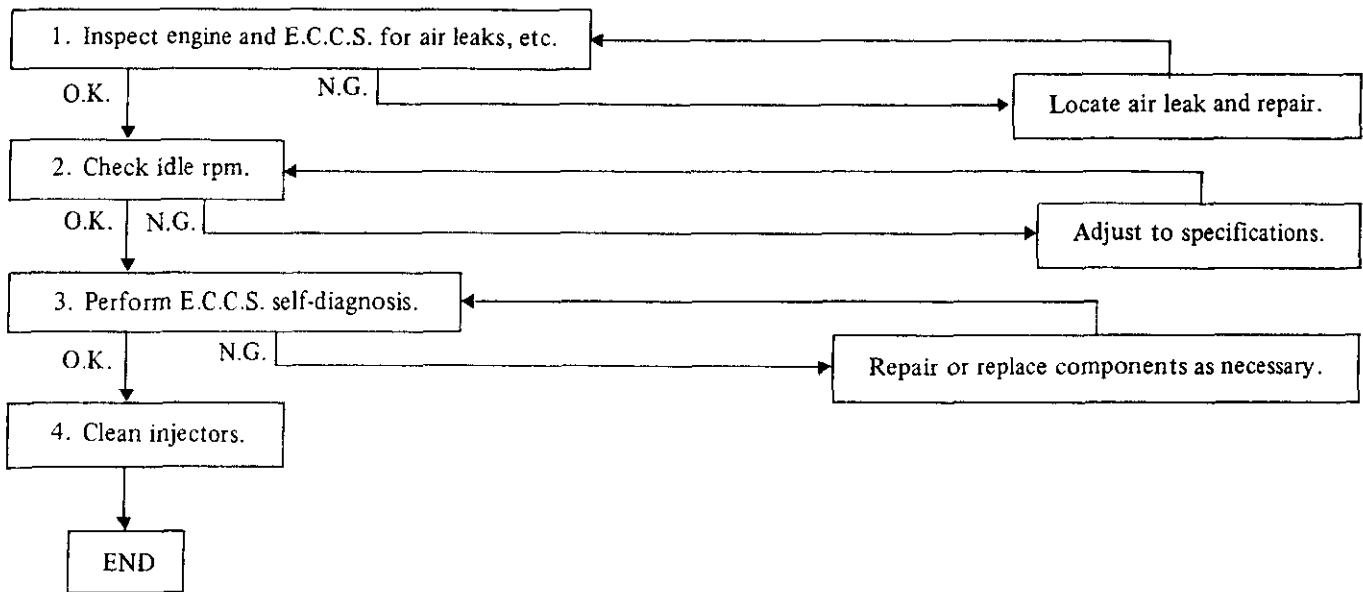 1. Inspect engine and E.C.C.S. for air leaks, etc.
O.K.
N.G.
Locate air leak and repair.
2. Check idle rpm.
O.K.
N.G.
Adjust to specifications.
3. Perform E.C.C.S. self-diagnosis.
O.K.
N.G.
Repair or replace components as necessary.
4. Clean injectors.
END